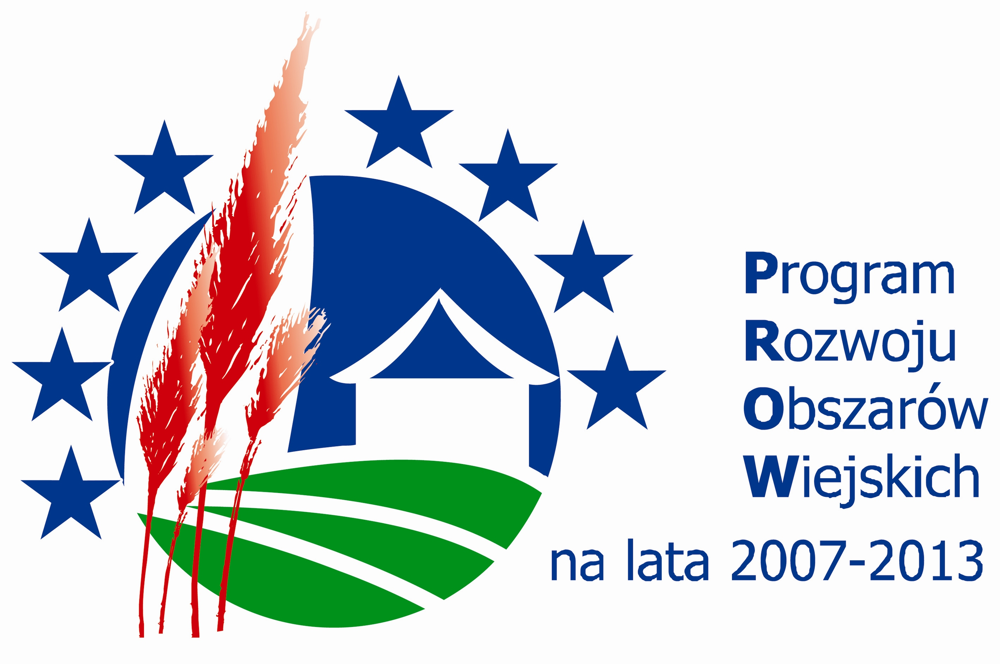 Program
Rozwoju
Obszarów
Wiejskich
na lata 2007-2013